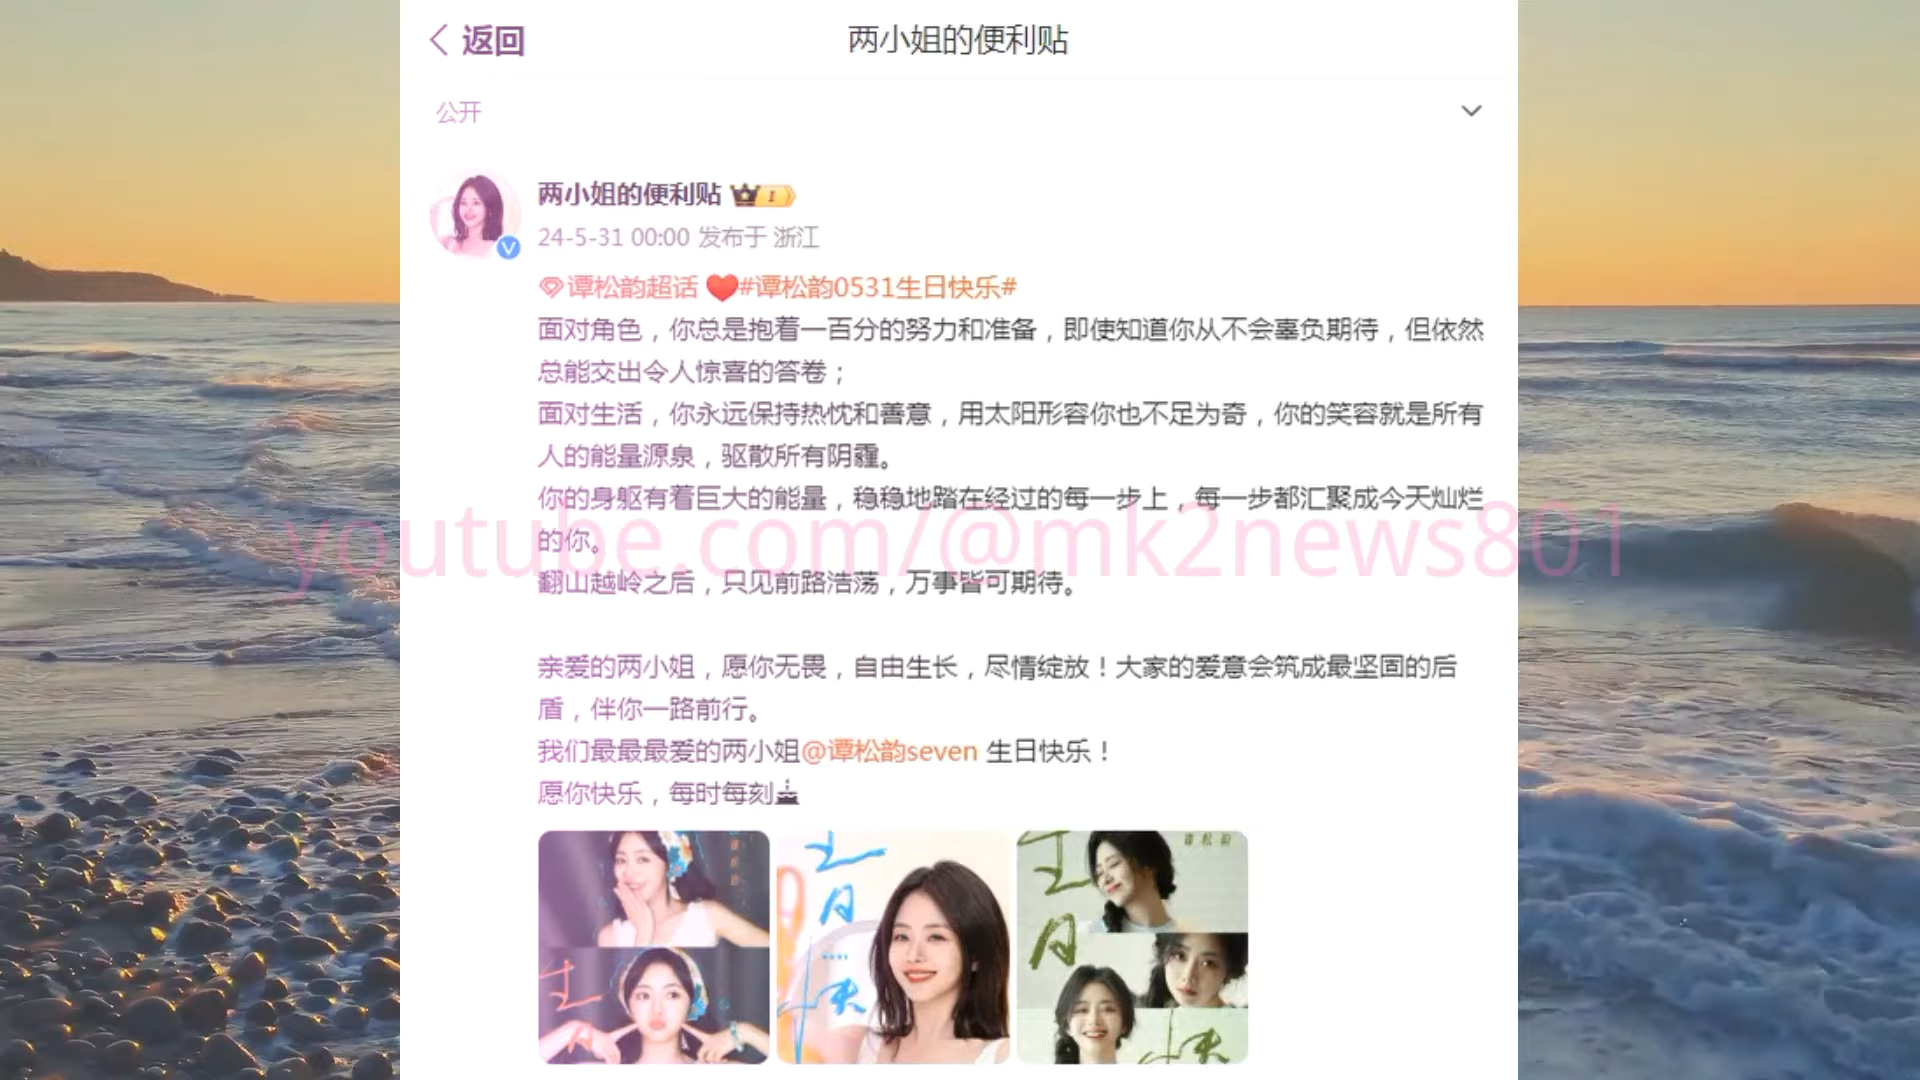 返回
两小姐的便利贴
公开
两小姐的便利贴
24-5-31 00:00 发布于 浙江
谭松韵超话 ❤#谭松韵0531生日快乐#
面对角色，你总是抱着一百分的努力和准备，即使知道你从不会辜负期待，但依然
总能交出令人惊喜的答卷；
面对生活，你永远保持热忱和善意，用太阳形容你也不足为奇，你的笑容就是所有
人的能量源泉，驱散所有阴霾。
你的身躯有着巨大的能量，稳稳地踏在经过的每一步上，每一步都汇聚成今天灿烂
的你。
youtube.com/@mk2news801
翻山越岭之后，只见前路浩荡，万事皆可期待。
亲爱的两小姐，愿你无畏，自由生长，尽情绽放！大家的爱意会筑成最坚固的后
盾，伴你一路前行。
我们最最最爱的两小姐@谭松韵seven 生日快乐！
愿你快乐，每时每刻🎂
生日
生日
快
谭松韵
生日
快